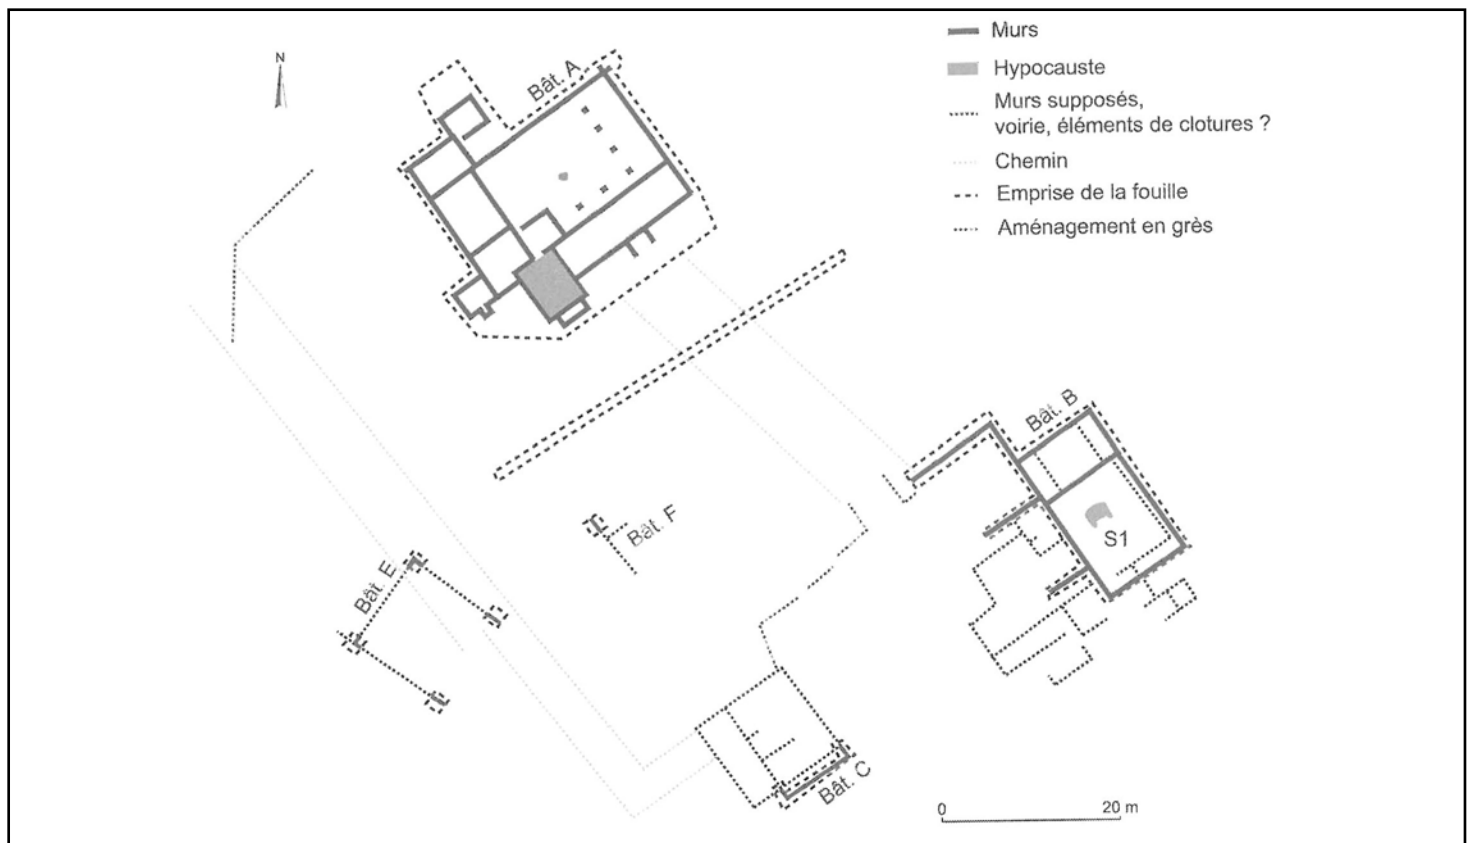 N
Bât. A
Murs
Hypocauste
Murs supposés,
voirie, éléments de clotures ?
Chemin
Emprise de la fouille
Aménagement en grès
Bât. B
S1
Bât. F
Bât. E
Bât. C
0 20 m